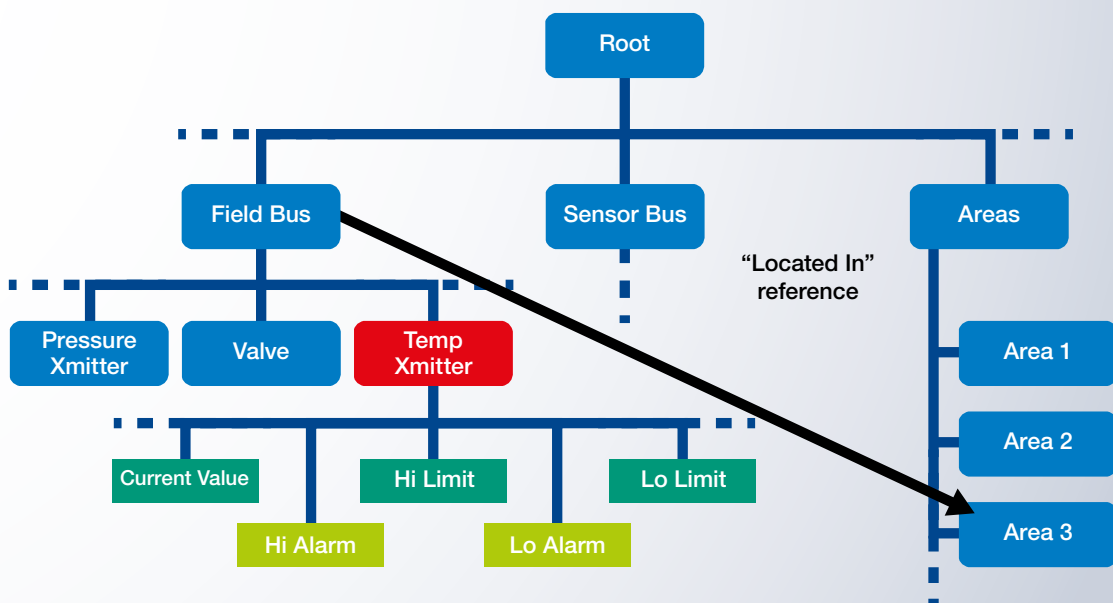 Root
Field Bus
Sensor Bus
Areas
“Located In”
reference
Pressure
Xmitter
Valve
Temp
Xmitter
Area 1
Area 2
Current Value
Hi Limit
Lo Limit
Hi Alarm
Lo Alarm
Area 3